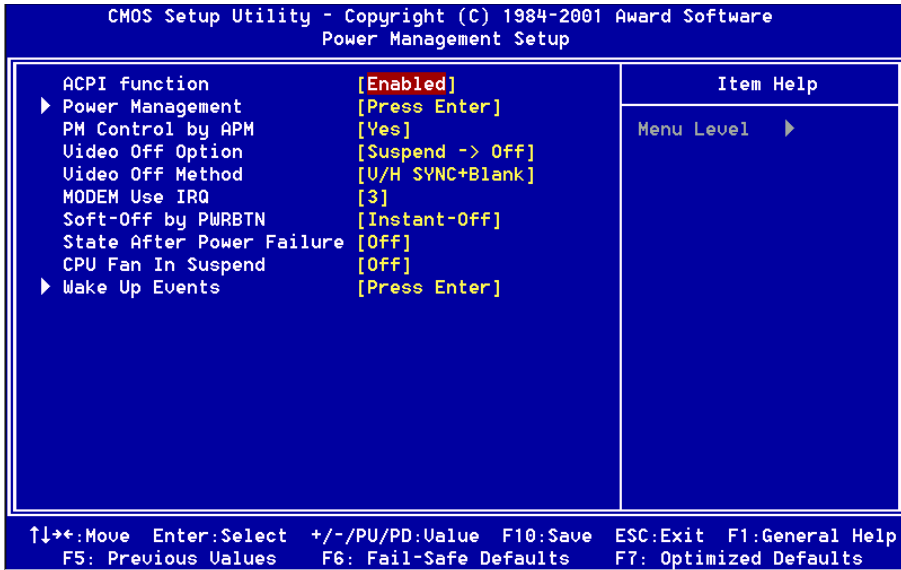 CMOS Setup Utility - Copyright (C) 1984-2001 Award Software
Power Management Setup
ACPI function [Enabled]
▶ Power Management [Press Enter]
PM Control by APM [Yes]
Video Off Option [Suspend -> Off]
Video Off Method [V/H SYNC+Blank]
MODEM Use IRQ [3]
Soft-Off by PWRBTN [Instant-Off]
State After Power Failure [Off]
CPU Fan In Suspend [Off]
▶ Wake Up Events [Press Enter]
Item Help
Menu Level ▶
↑↓→←:Move Enter:Select +/-/PU/PD:Value F10:Save ESC:Exit F1:General Help
F5: Previous Values F6: Fail-Safe Defaults F7: Optimized Defaults